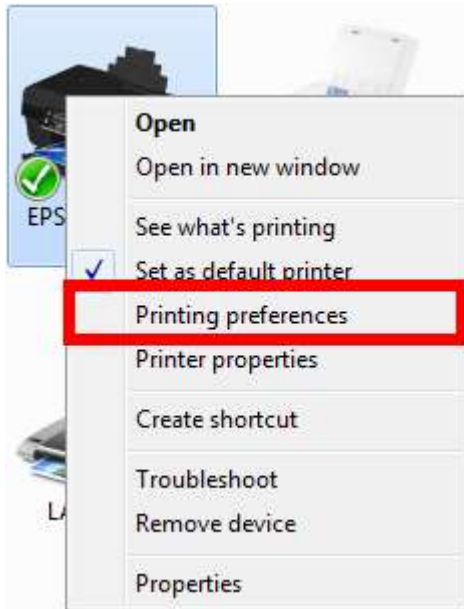 Open
Open in new window
EPS
See what's printing
Set as default printer
Printing preferences
Printer properties
Create shortcut
Troubleshoot
LA
Remove device
Properties